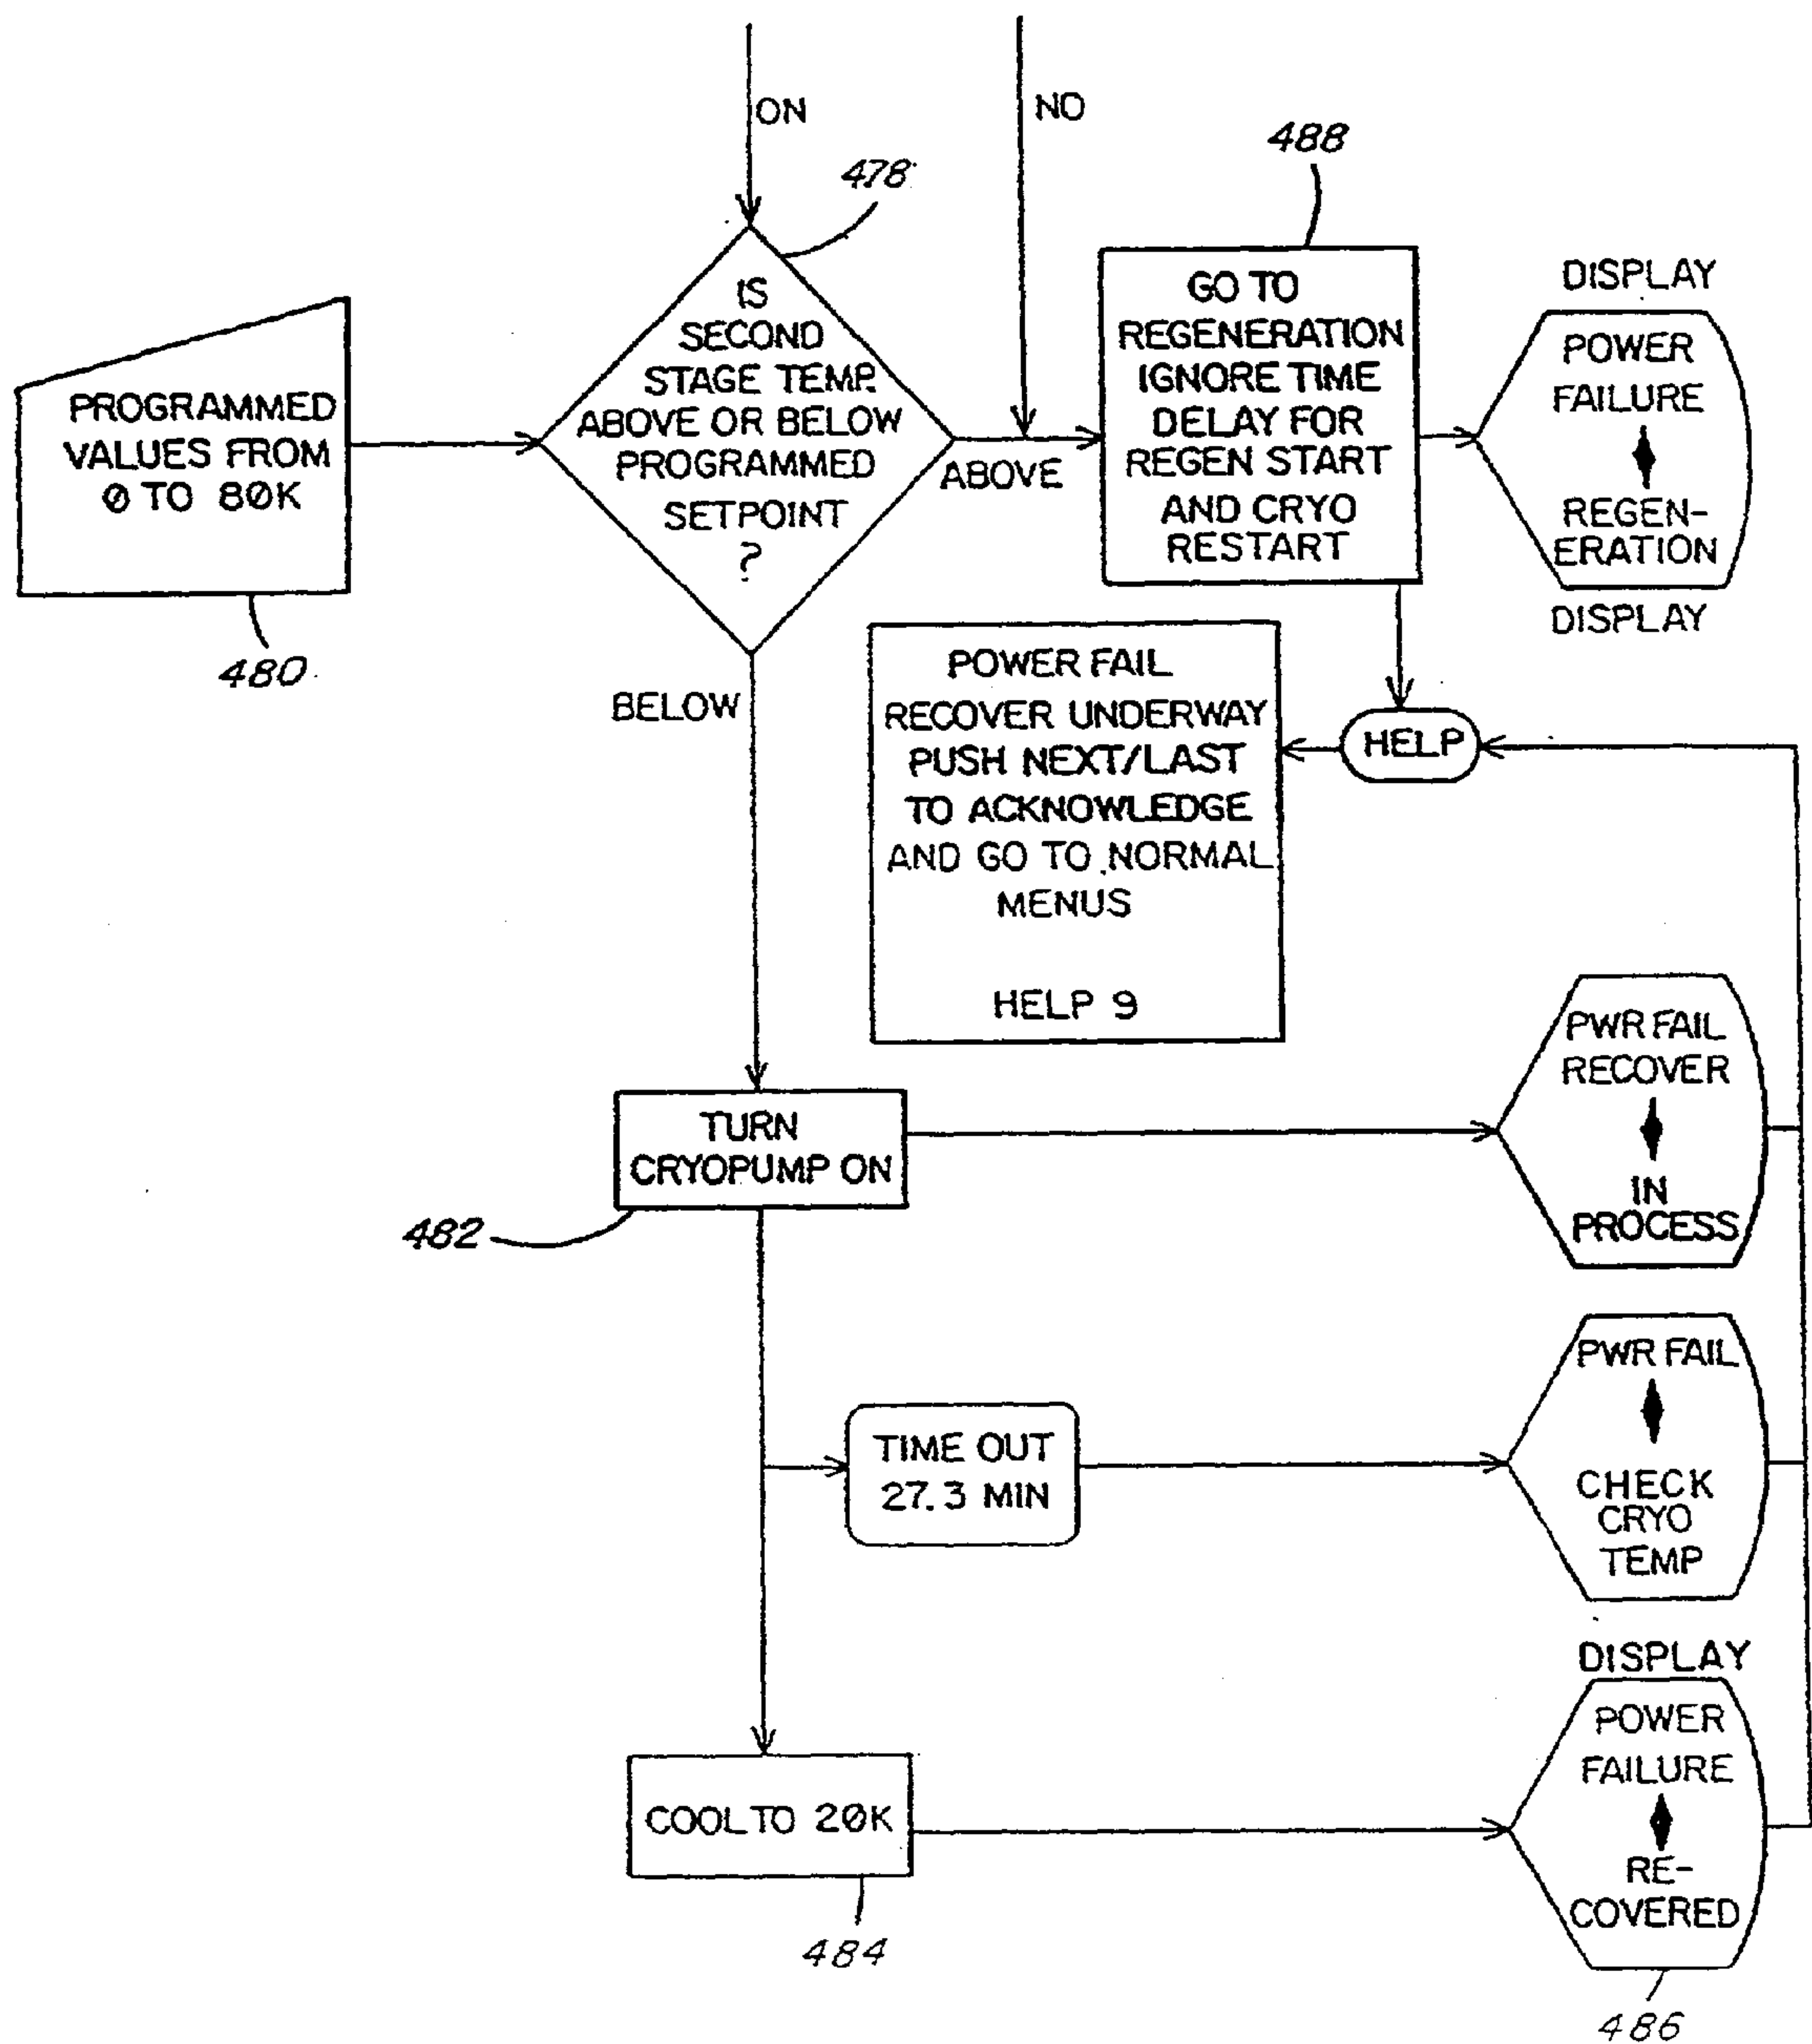 ON
NO
478
488
PROGRAMMED
VALUES FROM
0 TO 80K
480
IS
SECOND
STAGE TEMP.
ABOVE OR BELOW
PROGRAMMED
SETPOINT
?
ABOVE
BELOW
GO TO
REGENERATION
IGNORE TIME
DELAY FOR
REGEN START
AND CRYO
RESTART
DISPLAY
POWER
FAILURE
REGEN-
ERATION
DISPLAY
POWER FAIL
RECOVER UNDERWAY
PUSH NEXT/LAST
TO ACKNOWLEDGE
AND GO TO NORMAL
MENUS
HELP 9
HELP
TURN
CRYOPUMP ON
482
PWR FAIL
RECOVER
IN
PROCESS
TIME OUT
27.3 MIN
PWR FAIL
CHECK
CRYO
TEMP
COOL TO 20K
484
DISPLAY
POWER
FAILURE
RE-
COVERED
486